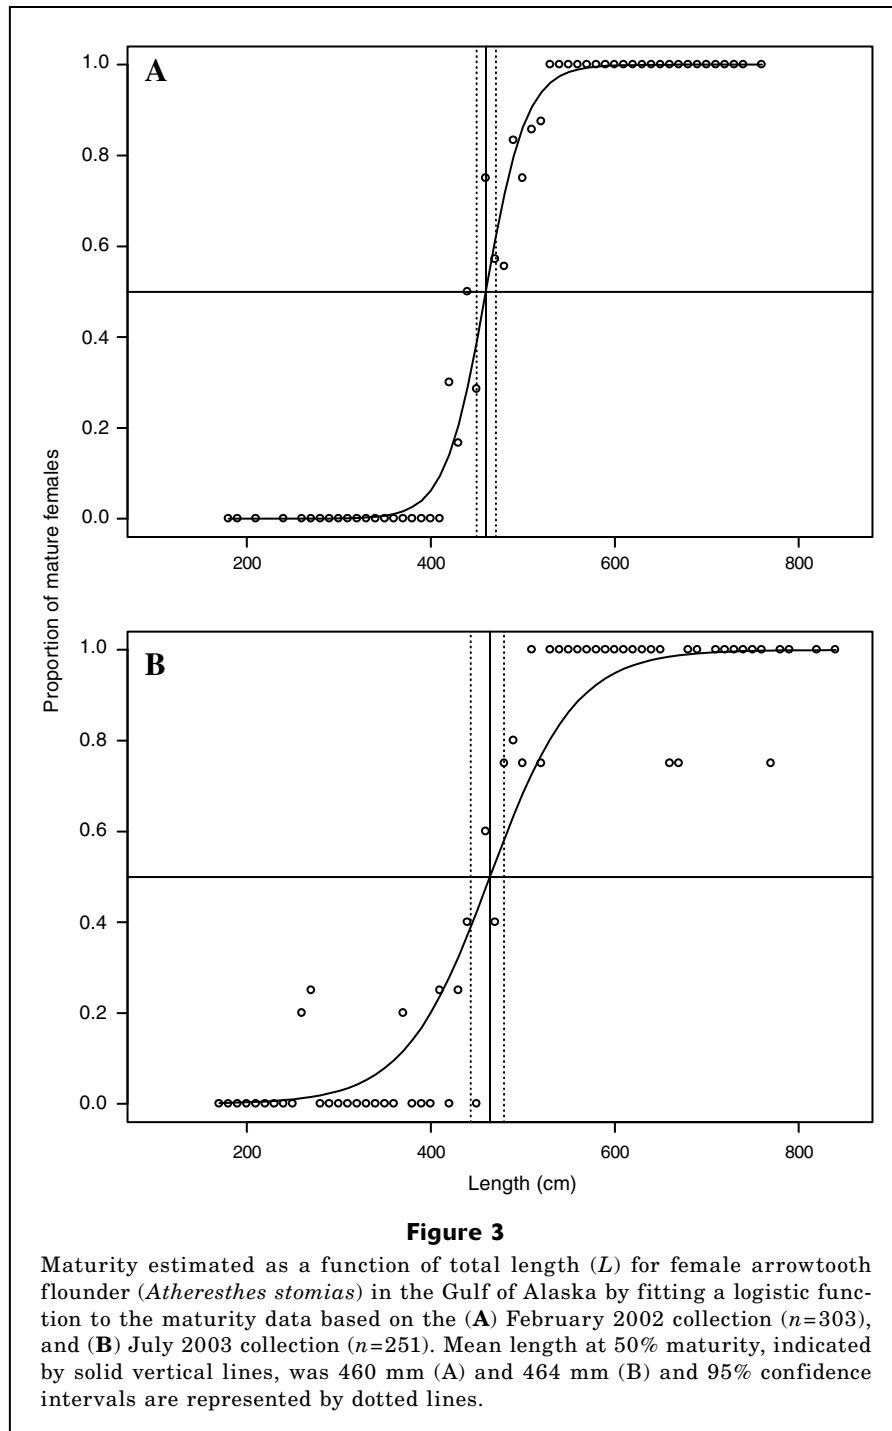 A
1.0
0.8
0.6
0.4
0.2
0.0
200 400 600 800
Proportion of mature females
B
1.0
0.8
0.6
0.4
0.2
0.0
200 400 600 800
Length (cm)
Figure 3
Maturity estimated as a function of total length (L) for female arrowtooth
flounder (Atheresthes stomias) in the Gulf of Alaska by fitting a logistic func-
tion to the maturity data based on the (A) February 2002 collection (n=303),
and (B) July 2003 collection (n=251). Mean length at 50% maturity, indicated
by solid vertical lines, was 460 mm (A) and 464 mm (B) and 95% confidence
intervals are represented by dotted lines.